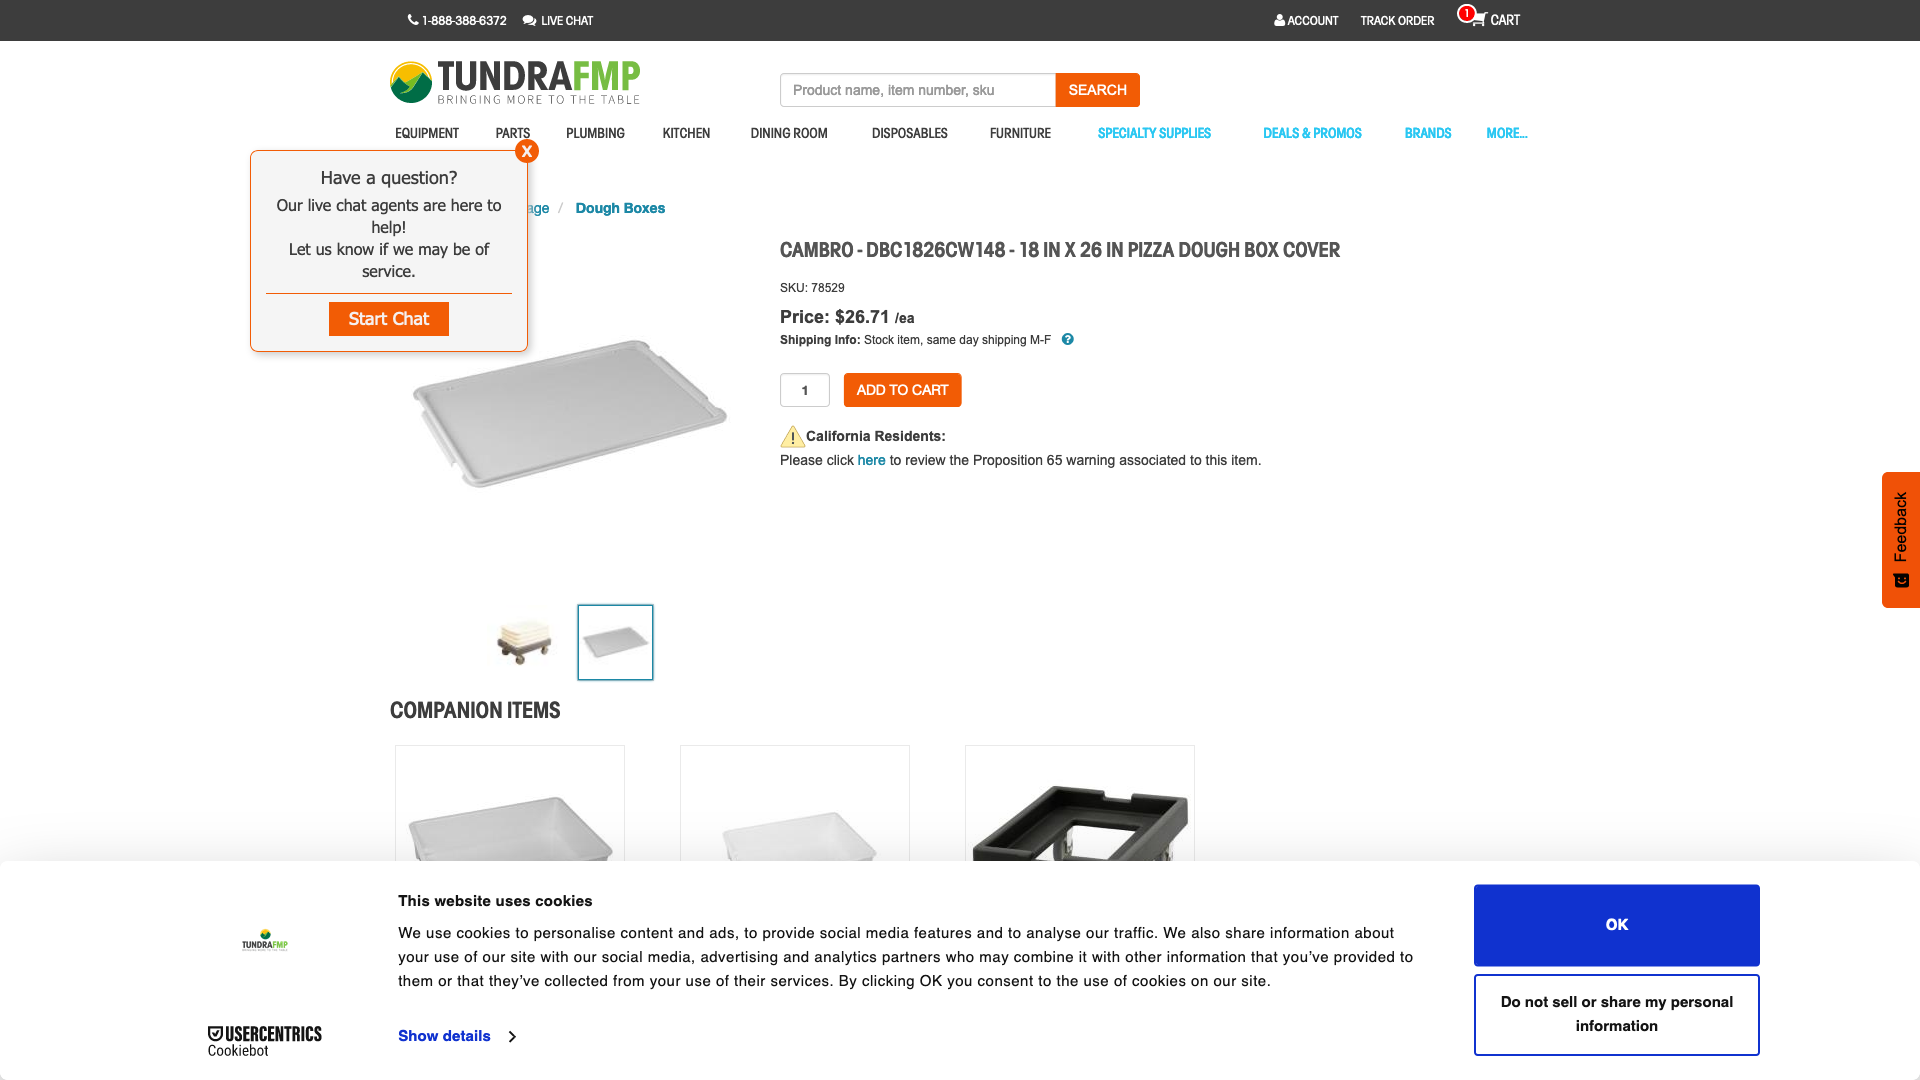 1-888-388-6372 LIVE CHAT ACCOUNT TRACK ORDER 1 CART
TUNDRAFMP
BRINGING MORE TO THE TABLE
Product name, item number, sku SEARCH
EQUIPMENT PARTS PLUMBING KITCHEN DINING ROOM DISPOSABLES FURNITURE SPECIALTY SUPPLIES DEALS & PROMOS BRANDS MORE...
X
Have a question?
Our live chat agents are here to
help!
Let us know if we may be of
service.
Start Chat
age / Dough Boxes
CAMBRO - DBC1826CW148 - 18 IN X 26 IN PIZZA DOUGH BOX COVER
SKU: 78529
Price: $26.71 /ea
Shipping Info: Stock item, same day shipping M-F ?
1 ADD TO CART
California Residents:
Please click here to review the Proposition 65 warning associated to this item.
Feedback
COMPANION ITEMS
This website uses cookies
We use cookies to personalise content and ads, to provide social media features and to analyse our traffic. We also share information about
your use of our site with our social media, advertising and analytics partners who may combine it with other information that you’ve provided to
them or that they’ve collected from your use of their services. By clicking OK you consent to the use of cookies on our site.
Show details
TUNDRAFMP
USERCENTRICS
Cookiebot
OK
Do not sell or share my personal
information